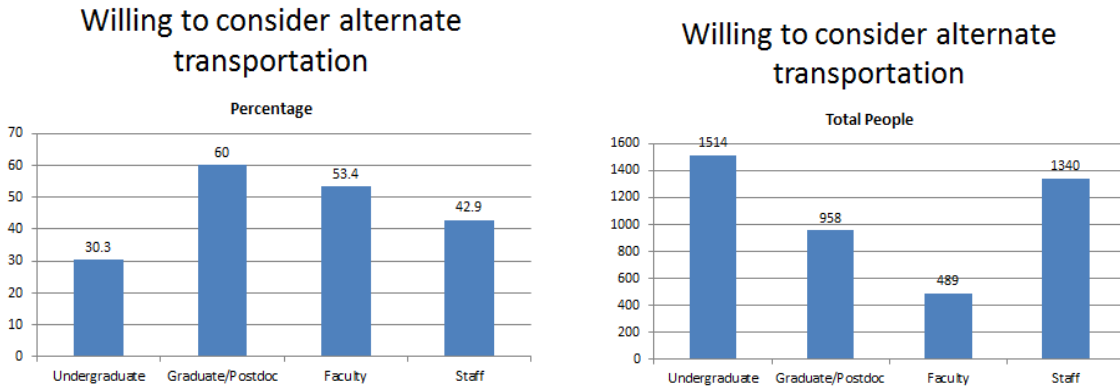 Willing to consider alternate
transportation
Percentage
70
60
50
40
30
20
10
0
30.3
60
53.4
42.9
Undergraduate
Graduate/Postdoc
Faculty
Staff
Willing to consider alternate
transportation
Total People
1600
1400
1200
1000
800
600
400
200
0
1514
958
489
1340
Undergraduate
Graduate/Postdoc
Faculty
Staff